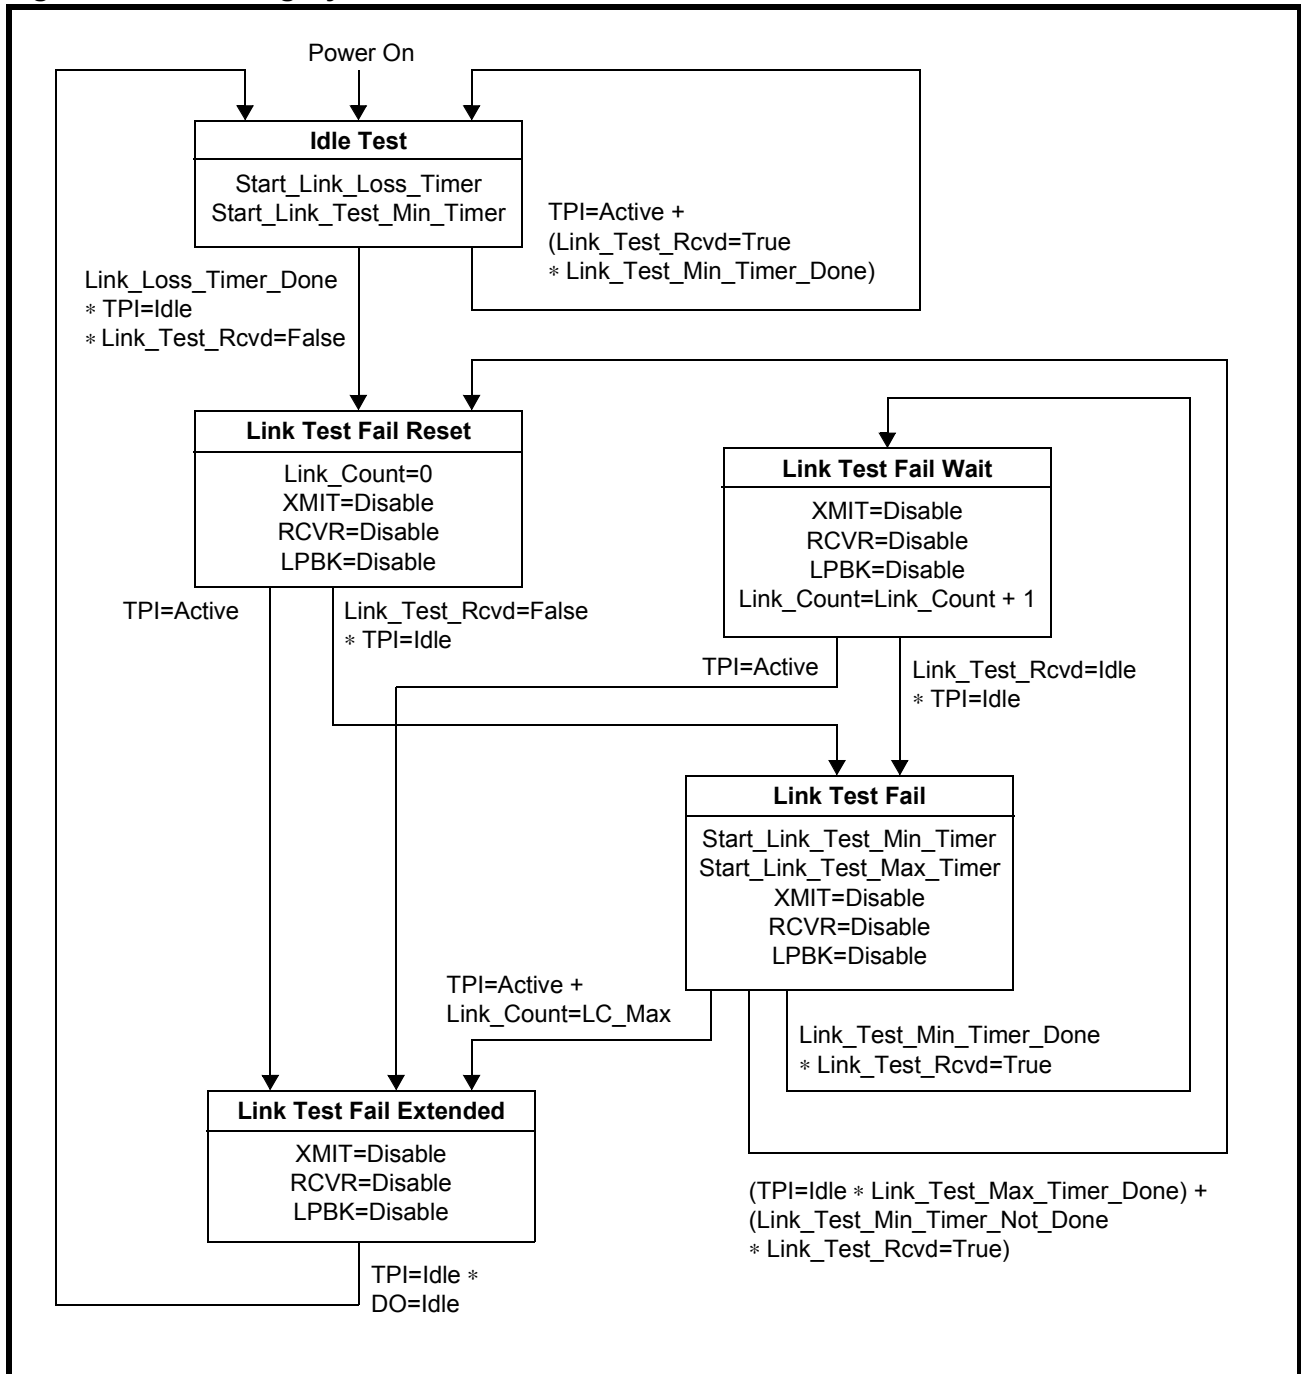 Power On
Idle Test
Start_Link_Loss_Timer
Start_Link_Test_Min_Timer
TPI=Active +
(Link_Test_Rcvd=True
* Link_Test_Min_Timer_Done)
Link_Loss_Timer_Done
* TPI=Idle
* Link_Test_Rcvd=False
Link Test Fail Reset
Link_Count=0
XMIT=Disable
RCVR=Disable
LPBK=Disable
Link Test Fail Wait
XMIT=Disable
RCVR=Disable
LPBK=Disable
Link_Count=Link_Count + 1
TPI=Active
Link_Test_Rcvd=False
* TPI=Idle
TPI=Active
Link_Test_Rcvd=Idle
* TPI=Idle
Link Test Fail
Start_Link_Test_Min_Timer
Start_Link_Test_Max_Timer
XMIT=Disable
RCVR=Disable
LPBK=Disable
TPI=Active +
Link_Count=LC_Max
Link_Test_Min_Timer_Done
* Link_Test_Rcvd=True
Link Test Fail Extended
XMIT=Disable
RCVR=Disable
LPBK=Disable
(TPI=Idle * Link_Test_Max_Timer_Done) +
(Link_Test_Min_Timer_Not_Done
* Link_Test_Rcvd=True)
TPI=Idle *
DO=Idle